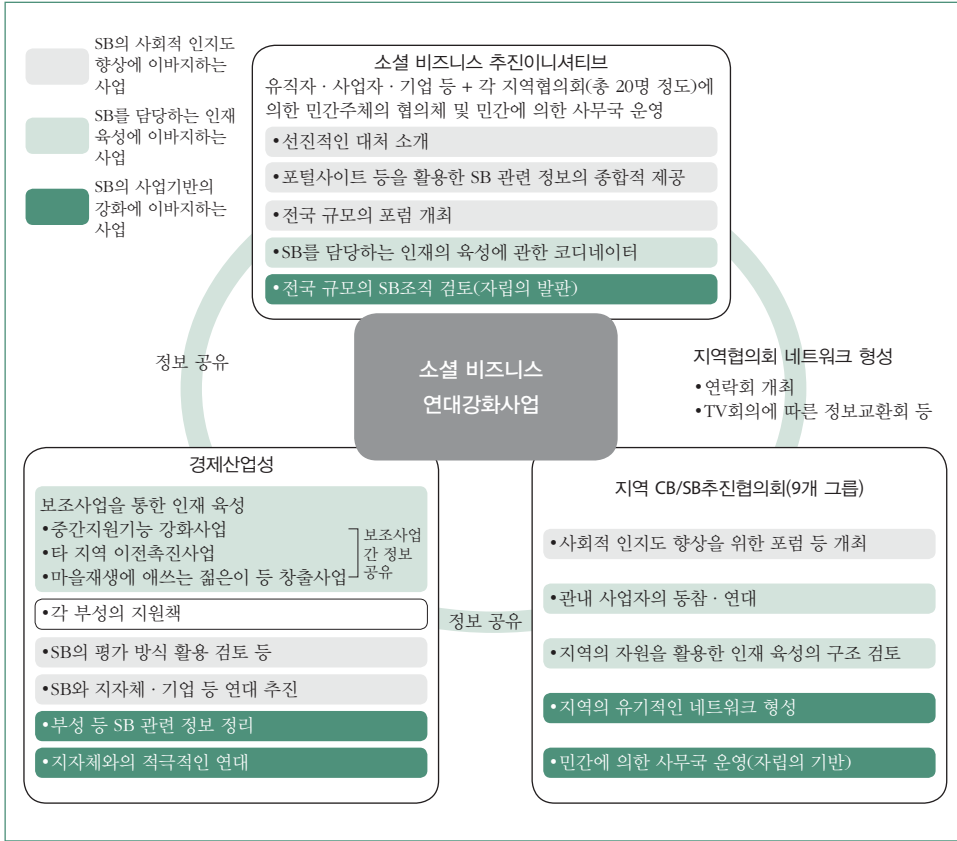 SB의 사회적 인지도
향상에 이바지하는
사업
SB를 담당하는 인재
육성에 이바지하는
사업
SB의 사업기반의
강화에 이바지하는
사업
소셜 비즈니스 추진이니셔티브
유직자 · 사업자 · 기업 등 + 각 지역협의회(총 20명 정도)에
의한 민간주체의 협의체 및 민간에 의한 사무국 운영
•선진적인 대처 소개
•포털사이트 등을 활용한 SB 관련 정보의 종합적 제공
•전국 규모의 포럼 개최
•SB를 담당하는 인재의 육성에 관한 코디네이터
•전국 규모의 SB조직 검토(자립의 발판)
정보 공유
소셜 비즈니스
연대강화사업
지역협의회 네트워크 형성
•연락회 개최
•TV회의에 따른 정보교환회 등
경제산업성
보조사업을 통한 인재 육성
•중간지원기능 강화사업
•타 지역 이전촉진사업
•마을재생에 애쓰는 젊은이 등 창출사업
보조사업
간 정보
공유
•각 부성의 지원책
•SB의 평가 방식 활용 검토 등
•SB와 지자체 · 기업 등 연대 추진
•부성 등 SB 관련 정보 정리
•지자체와의 적극적인 연대
정보 공유
지역 CB/SB추진협의회(9개 그룹)
•사회적 인지도 향상을 위한 포럼 등 개최
•관내 사업자의 동참 · 연대
•지역의 자원을 활용한 인재 육성의 구조 검토
•지역의 유기적인 네트워크 형성
•민간에 의한 사무국 운영(자립의 기반)